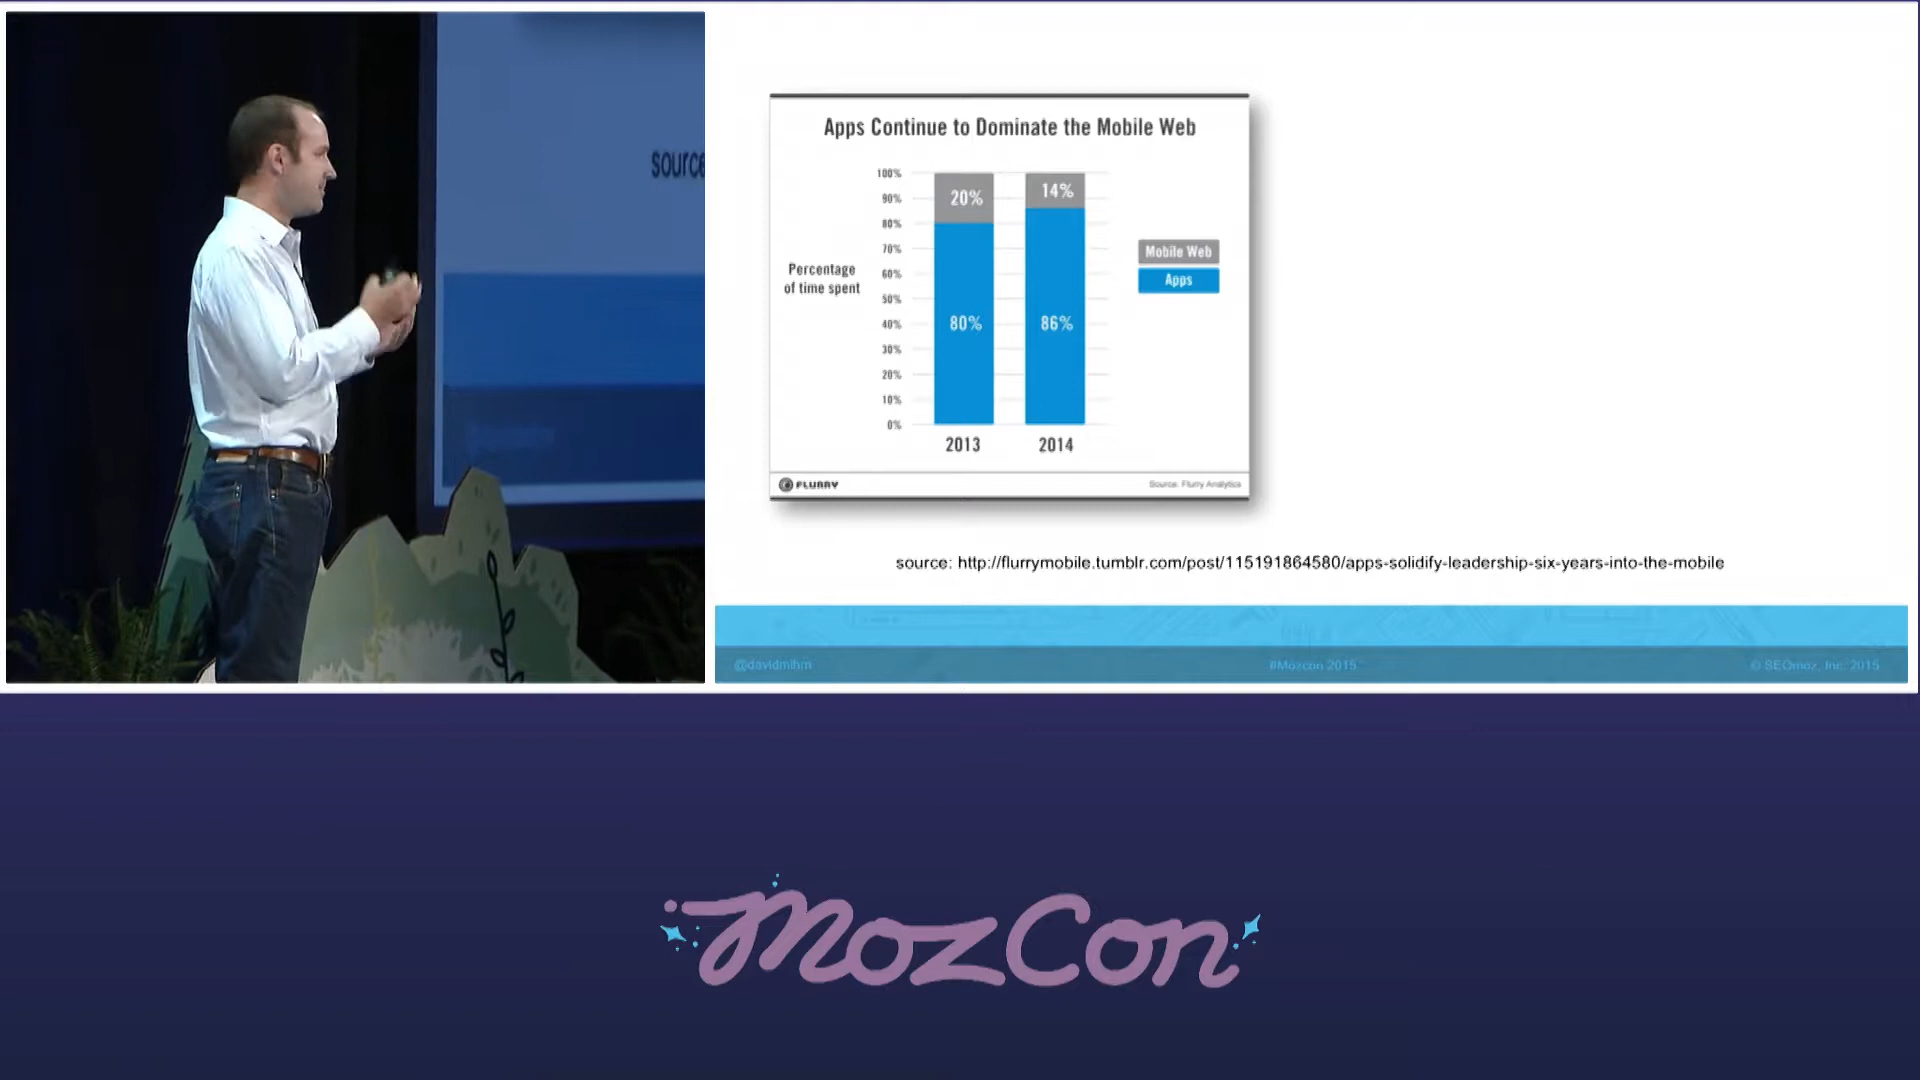 source
Apps Continue to Dominate the Mobile Web
100%
90%
80%
70%
60%
50%
40%
30%
20%
10%
0%
Percentage
of time spent
20%
14%
80%
86%
2013
2014
Mobile Web
Apps
FLURRY
Source: Flurry Analytics
source: http://flurrymobile.tumblr.com/post/115191864580/apps-solidify-leadership-six-years-into-the-mobile
@davidmihm
#Mozcon 2015
© SEOmoz, Inc. 2015
MozCon